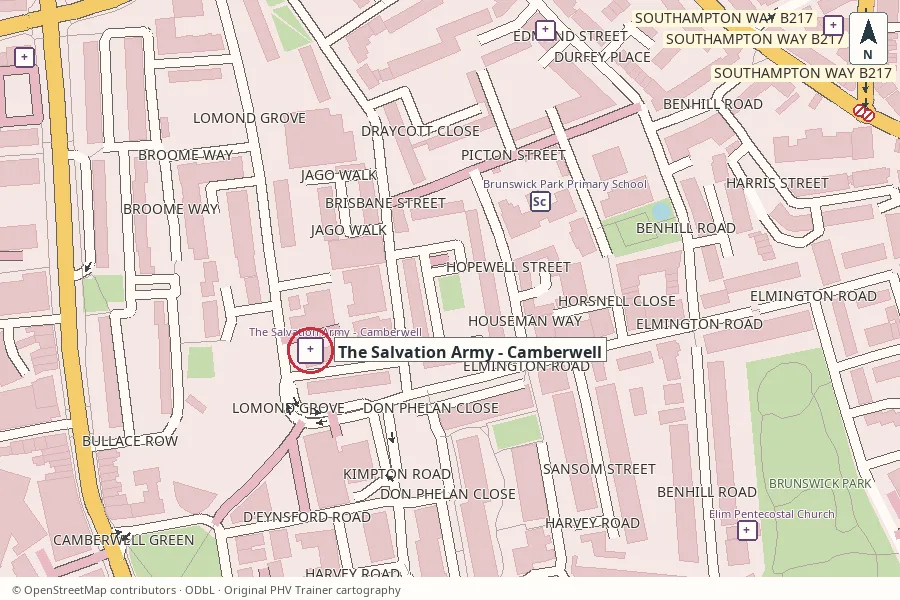 SOUTHAMPTON WAY B217
EDMOND STREET
SOUTHAMPTON WAY B217
N
DURFEY PLACE
SOUTHAMPTON WAY B217
BENHILL ROAD
LOMOND GROVE
DRAYCOTT CLOSE
BROOME WAY
PICTON STREET
JAGO WALK
Brunswick Park Primary School
HARRIS STREET
Sc
BRISBANE STREET
BROOME WAY
JAGO WALK
BENHILL ROAD
HOPEWELL STREET
HORSNELL CLOSE
ELMINGTON ROAD
HOUSEMAN WAY
ELMINGTON ROAD
The Salvation Army - Camberwell
The Salvation Army - Camberwell
ELMINGTON ROAD
LOMOND GROVE
DON PHELAN CLOSE
BULLACE ROW
SANSOM STREET
KIMPTON ROAD
BRUNSWICK PARK
DON PHELAN CLOSE
BENHILL ROAD
D'EYNSFORD ROAD
HARVEY ROAD
Elim Pentecostal Church
CAMBERWELL GREEN
HARVEY ROAD
© OpenStreetMap contributors · ODbL · Original PHV Trainer cartography